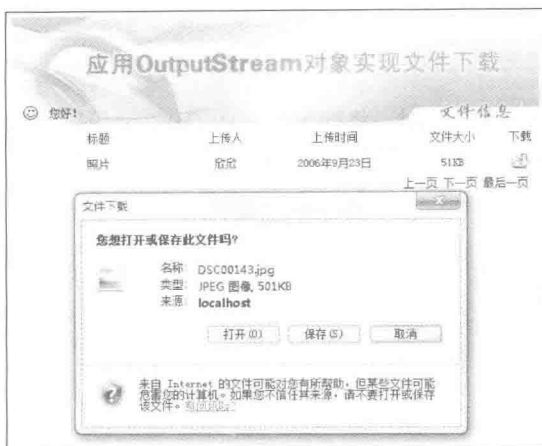 应用OutputStream对象实现文件下载
您好!
文件信息
标题 上传人 上传时间 文件大小 下载
照片 欣欣 2006年9月23日 51KB
上一页 下一页 最后一页
文件下载
您想打开或保存此文件吗?
名称: DSC00143.jpg
类型: JPEG 图像, 501KB
来源: localhost
打开(O) 保存(S) 取消
来自 Internet 的文件可能对您有所帮助,但某些文件可能
危害您的计算机。如果您不信任其来源,请不要打开或保存
该文件。有何风险?